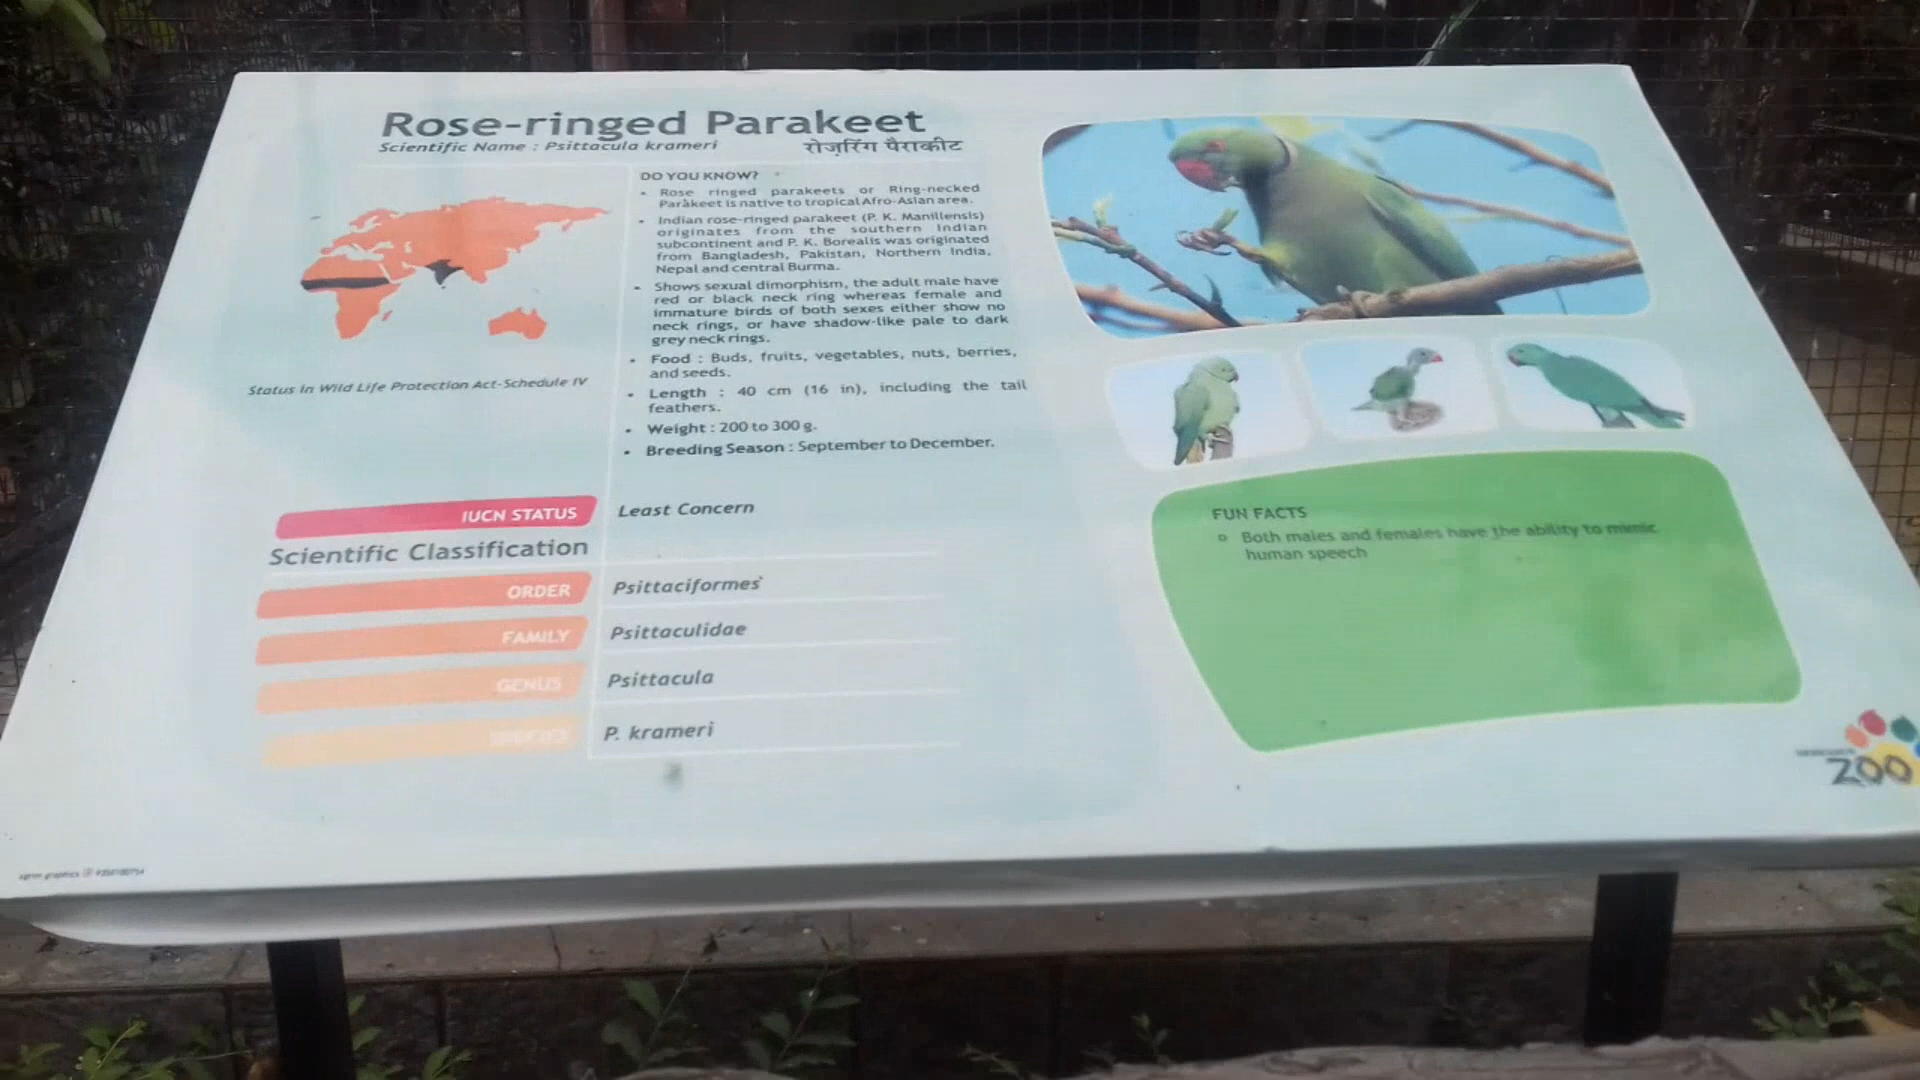 Rose-ringed Parakeet
Scientific Name : Psittacula krameri
रोज़रिंग पैराकीट
DO YOU KNOW?
• Rose ringed parakeets or Ring-necked
Parakeet is native to tropical Afro-Asian area.
• Indian rose-ringed parakeet (P. K. Manillensis)
originates from the southern Indian
subcontinent and P. K. Borealis was originated
from Bangladesh, Pakistan, Northern India,
Nepal and central Burma.
• Shows sexual dimorphism, the adult male have
red or black neck ring whereas female and
immature birds of both sexes either show no
neck rings, or have shadow-like pale to dark
grey neck rings.
• Food : Buds, fruits, vegetables, nuts, berries,
and seeds.
• Length : 40 cm (16 in), including the tail
feathers.
• Weight : 200 to 300 g.
• Breeding Season : September to December.
Status In Wild Life Protection Act-Schedule IV
IUCN STATUS Least Concern
Scientific Classification
ORDER Psittaciformes
FAMILY Psittaculidae
GENUS Psittacula
SPECIES P. krameri
FUN FACTS
Both males and females have the ability to mimic
human speech
ZOO